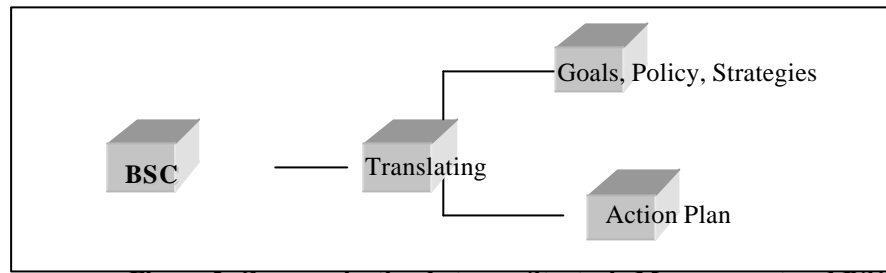 Goals, Policy, Strategies
BSC
Translating
Action Plan